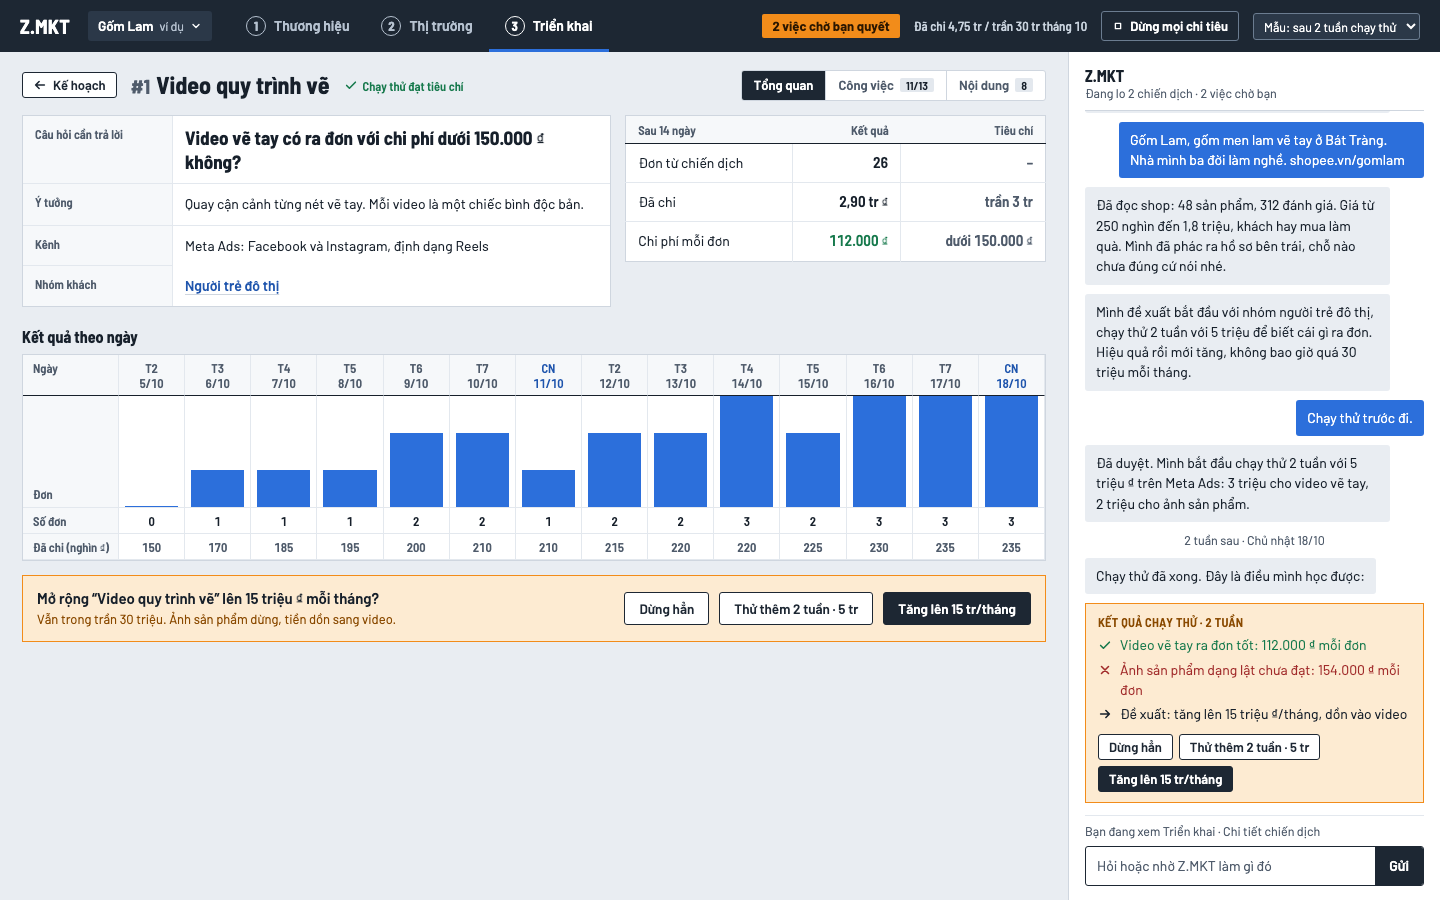 Z.MKT
Gốm Lam ví dụ
1 Thương hiệu
2 Thị trường
3 Triển khai
2 việc chờ bạn quyết
Đã chi 4,75 tr / trần 30 tr tháng 10
Dừng mọi chi tiêu
Mẫu: sau 2 tuần chạy thử
← Kế hoạch
#1 Video quy trình vẽ
Chạy thử đạt tiêu chí
Tổng quan
Công việc 11/13
Nội dung 8
Câu hỏi cần trả lời
Video vẽ tay có ra đơn với chi phí dưới 150.000 ₫
không?
Ý tưởng
Quay cận cảnh từng nét vẽ tay. Mỗi video là một chiếc bình độc bản.
Kênh
Meta Ads: Facebook và Instagram, định dạng Reels
Nhóm khách
Người trẻ đô thị
Sau 14 ngày Kết quả Tiêu chí
Đơn từ chiến dịch 26 –
Đã chi 2,90 tr ₫ trần 3 tr
Chi phí mỗi đơn 112.000 ₫ dưới 150.000 ₫
Kết quả theo ngày
Ngày T2 T3 T4 T5 T6 T7 CN T2 T3 T4 T5 T6 T7 CN
5/10 6/10 7/10 8/10 9/10 10/10 11/10 12/10 13/10 14/10 15/10 16/10 17/10 18/10
Đơn
Số đơn 0 1 1 1 2 2 1 2 2 3 2 3 3 3
Đã chi (nghìn ₫) 150 170 185 195 200 210 210 215 220 220 225 230 235 235
Mở rộng “Video quy trình vẽ” lên 15 triệu ₫ mỗi tháng?
Vẫn trong trần 30 triệu. Ảnh sản phẩm dừng, tiền dồn sang video.
Dừng hẳn
Thử thêm 2 tuần · 5 tr
Tăng lên 15 tr/tháng
Z.MKT
Đang lo 2 chiến dịch · 2 việc chờ bạn
Gốm Lam, gốm men lam vẽ tay ở Bát Tràng.
Nhà mình ba đời làm nghề. shopee.vn/gomlam
Đã đọc shop: 48 sản phẩm, 312 đánh giá. Giá từ
250 nghìn đến 1,8 triệu, khách hay mua làm
quà. Mình đã phác ra hồ sơ bên trái, chỗ nào
chưa đúng cứ nói nhé.
Mình đề xuất bắt đầu với nhóm người trẻ đô thị,
chạy thử 2 tuần với 5 triệu để biết cái gì ra đơn.
Hiệu quả rồi mới tăng, không bao giờ quá 30
triệu mỗi tháng.
Chạy thử trước đi.
Đã duyệt. Mình bắt đầu chạy thử 2 tuần với 5
triệu ₫ trên Meta Ads: 3 triệu cho video vẽ tay,
2 triệu cho ảnh sản phẩm.
2 tuần sau · Chủ nhật 18/10
Chạy thử đã xong. Đây là điều mình học được:
KẾT QUẢ CHẠY THỬ · 2 TUẦN
Video vẽ tay ra đơn tốt: 112.000 ₫ mỗi đơn
Ảnh sản phẩm dạng lật chưa đạt: 154.000 ₫ mỗi
đơn
→ Đề xuất: tăng lên 15 triệu ₫/tháng, dồn vào video
Dừng hẳn
Thử thêm 2 tuần · 5 tr
Tăng lên 15 tr/tháng
Bạn đang xem Triển khai · Chi tiết chiến dịch
Hỏi hoặc nhờ Z.MKT làm gì đó
Gửi